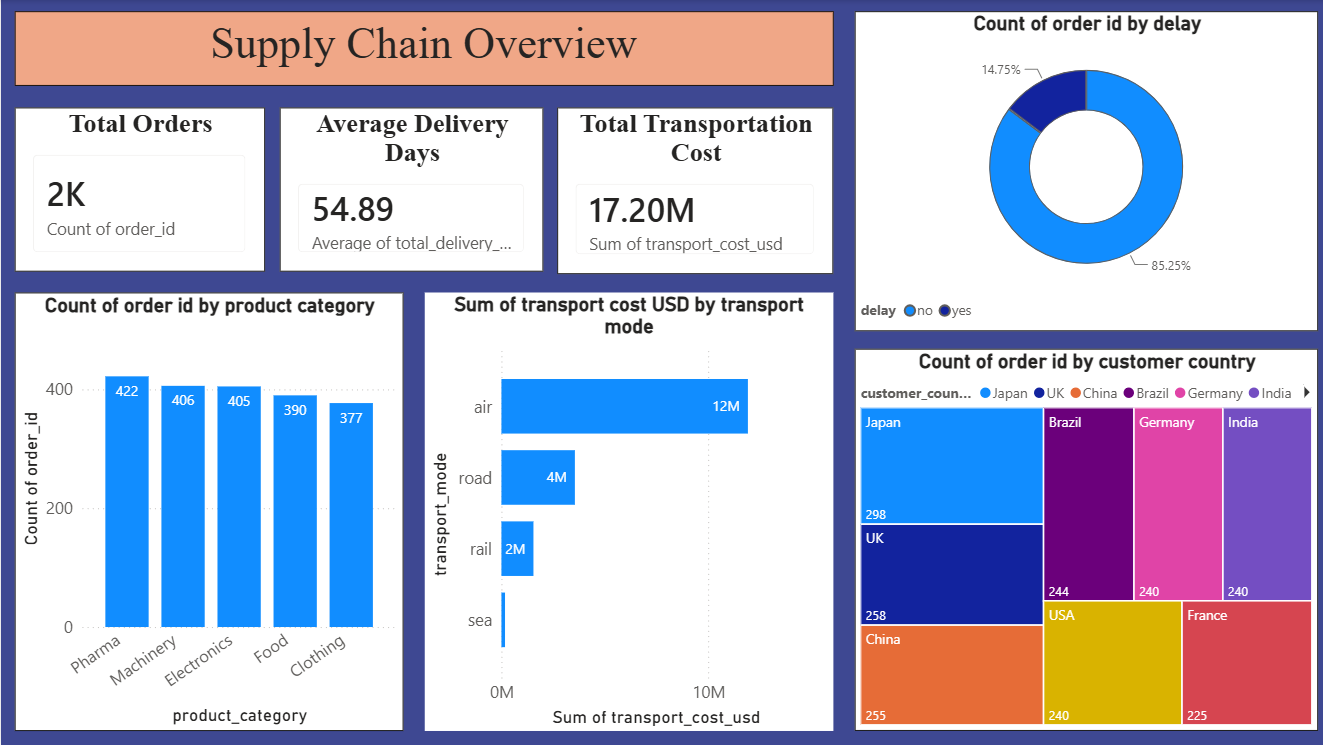 Supply Chain Overview
Total Orders
2K
Count of order_id
Average Delivery
Days
54.89
Average of total_delivery_...
Total Transportation
Cost
17.20M
Sum of transport_cost_usd
Count of order id by delay
14.75%
85.25%
delay no yes
Count of order id by product category
Count of order_id
400
200
0
422
406
405
390
377
Pharma
Machinery
Electronics
Food
Clothing
product_category
Sum of transport cost USD by transport
mode
transport_mode
air
12M
road
4M
rail
2M
sea
0M
10M
Sum of transport_cost_usd
Count of order id by customer country
customer_coun... Japan UK China Brazil Germany India
Japan
298
UK
258
China
255
Brazil
244
Germany
240
India
240
USA
240
France
225